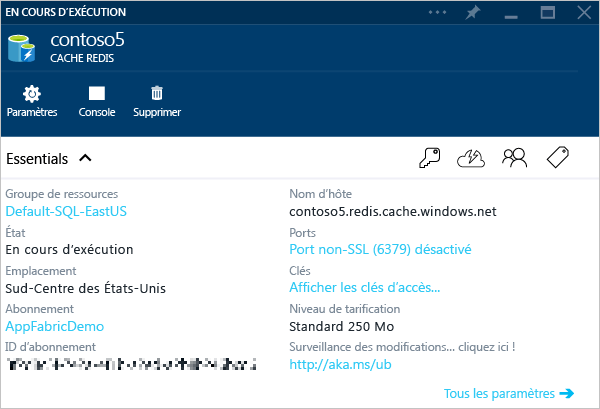 EN COURS D'EXÉCUTION
contoso5
CACHE REDIS
Paramètres Console Supprimer
Essentials
Groupe de ressources
Default-SQL-EastUS
État
En cours d'exécution
Emplacement
Sud-Centre des États-Unis
Abonnement
AppFabricDemo
ID d'abonnement
Nom d'hôte
contoso5.redis.cache.windows.net
Ports
Port non-SSL (6379) désactivé
Clés
Afficher les clés d'accès...
Niveau de tarification
Standard 250 Mo
Surveillance des modifications... cliquez ici !
http://aka.ms/ub
Tous les paramètres